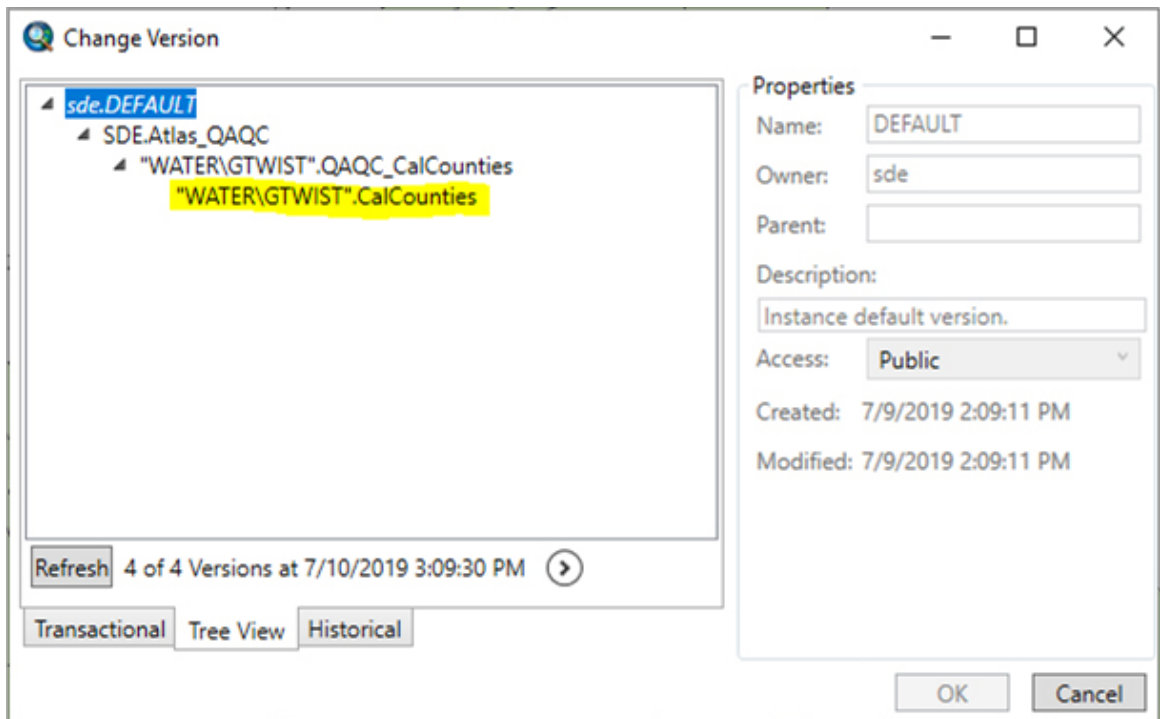 Change Version
sde.DEFAULT
SDE.Atlas_QAQC
"WATER\GTWIST".QAQC_CalCounties
"WATER\GTWIST".CalCounties
Refresh 4 of 4 Versions at 7/10/2019 3:09:30 PM
Transactional Tree View Historical
Properties
Name: DEFAULT
Owner: sde
Parent:
Description:
Instance default version.
Access: Public
Created: 7/9/2019 2:09:11 PM
Modified: 7/9/2019 2:09:11 PM
OK Cancel